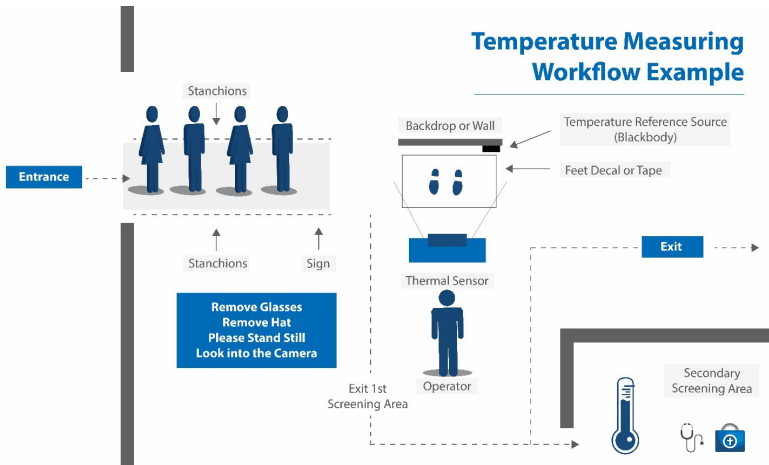 Temperature Measuring
Workflow Example
Stanchions
Backdrop or Wall
Temperature Reference Source
(Blackbody)
Feet Decal or Tape
Entrance
Stanchions
Sign
Exit
Thermal Sensor
Remove Glasses
Remove Hat
Please Stand Still
Look into the Camera
Operator
Exit 1st
Screening Area
Secondary
Screening Area